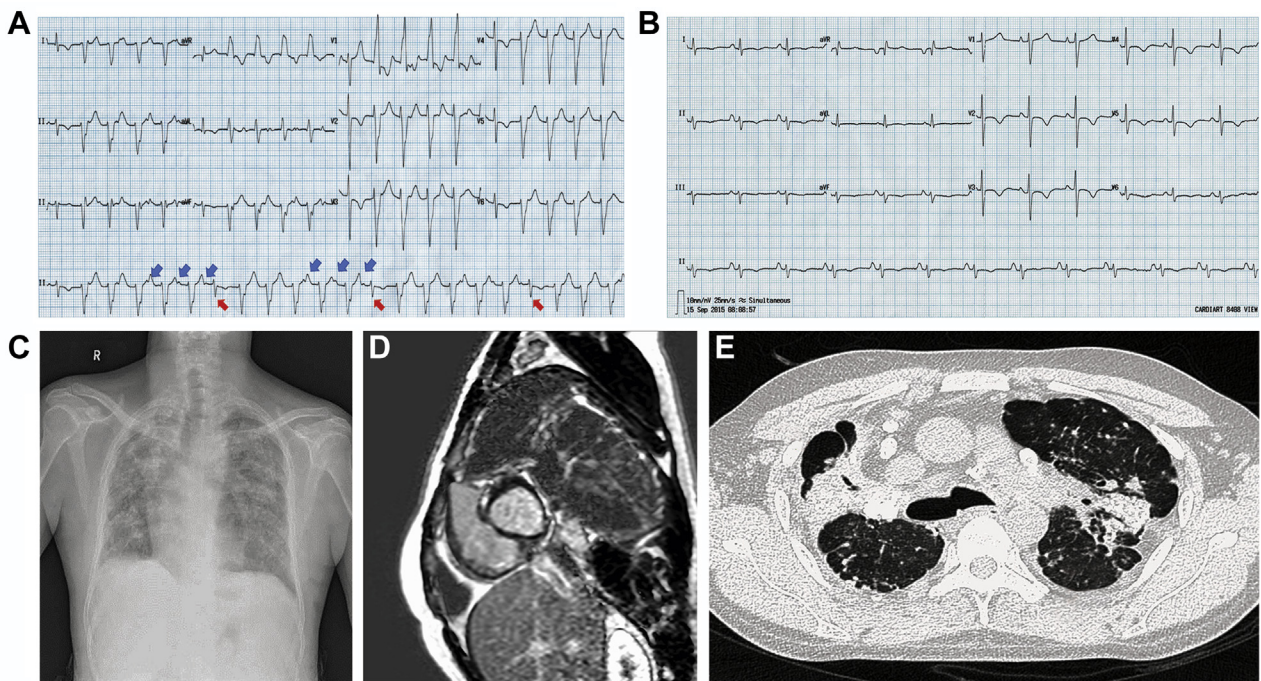 A
I aVR V1 V4
II aVL V2 V5
II aVF V3 V6
II
B
I aVR V1 V4
II aVL V2 V5
III aVF V3 V6
II
10mm/mV 25mm/s ≈ Simultaneous
15 Sep 2015 08:08:57 CARDIART 8408 VIEW
C
R
D
E